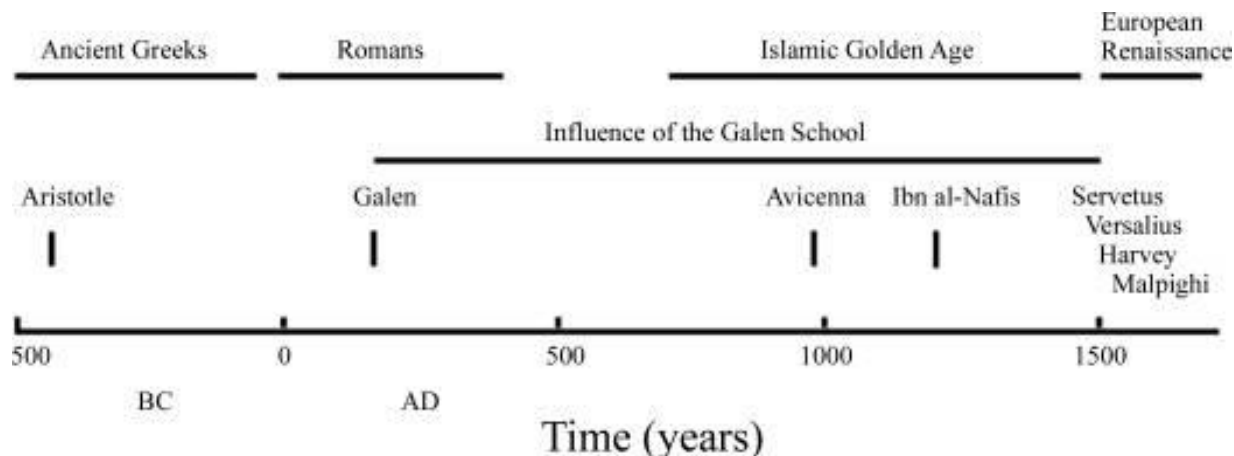 Ancient Greeks
Romans
Islamic Golden Age
European
Renaissance
Influence of the Galen School
Aristotle
Galen
Avicenna
Ibn al-Nafis
Servetus
Versalius
Harvey
Malpighi
500
0
500
1000
1500
BC
AD
Time (years)